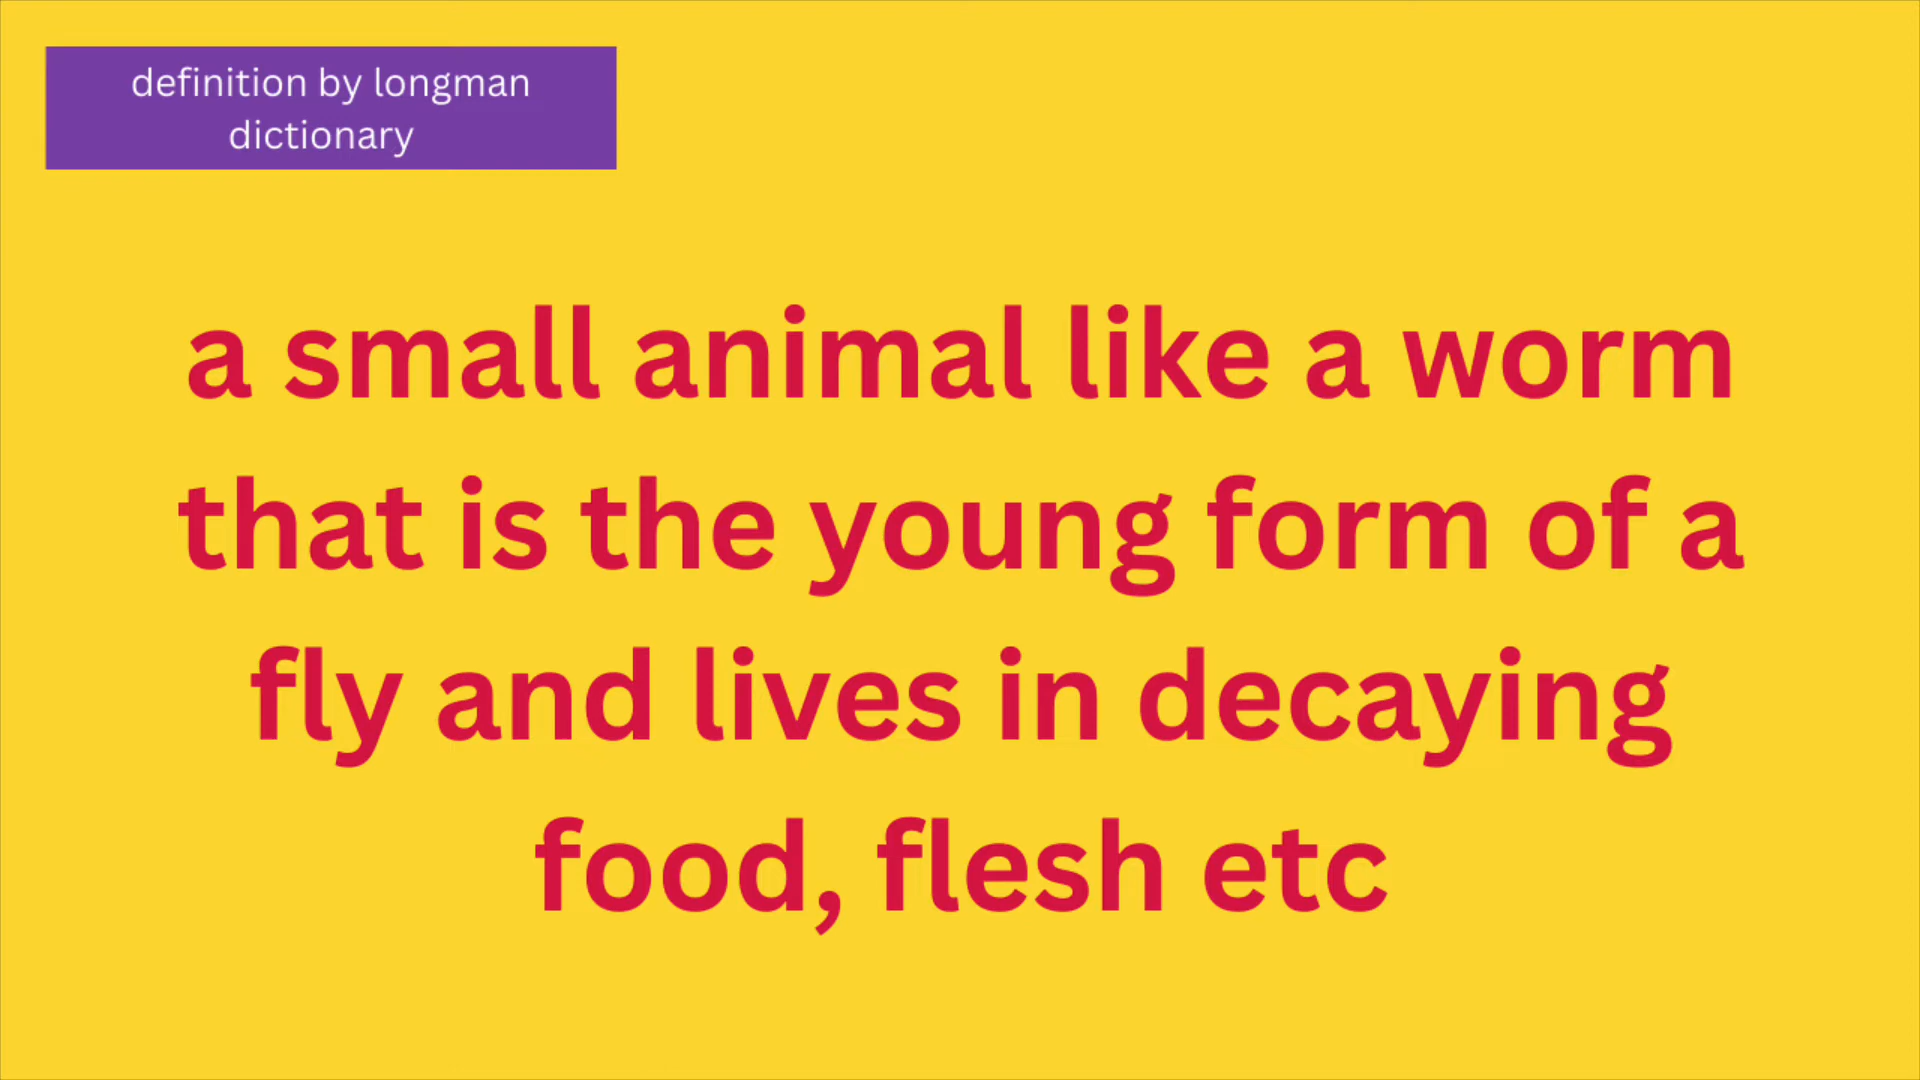 definition by longman
dictionary
a small animal like a worm
that is the young form of a
fly and lives in decaying
food, flesh etc